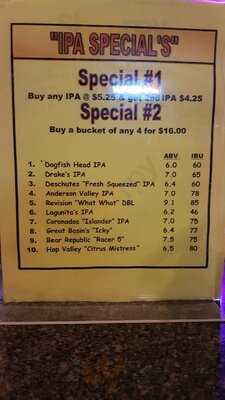 "IPA SPECIAL'S"
Special #1
Buy any IPA @ $5.25 & get 2nd IPA $4.25
Special #2
Buy a bucket of any 4 for $16.00
ABV IBU
1. Dogfish Head IPA 6.0 60
2. Drake's IPA 7.0 65
3. Deschutes "Fresh Squeezed" IPA 6.4 60
4. Anderson Valley IPA 7.0 78
5. Revision "What What" DBL 9.1 85
6. Lagunita's IPA 6.2 46
7. Coronados "Islander" IPA 7.0 75
8. Great Basin's "Icky" 6.4 77
9. Bear Republic "Racer 5" 7.5 75
10. Hop Valley "Citrus Mistress" 6.5 80